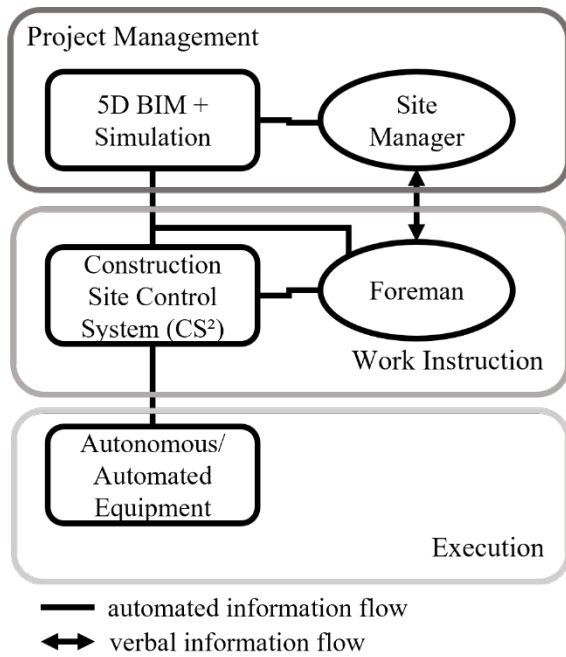 Project Management
5D BIM +
Simulation
Site
Manager
Construction
Site Control
System (CS²)
Foreman
Work Instruction
Autonomous/
Automated
Equipment
Execution
automated information flow
verbal information flow